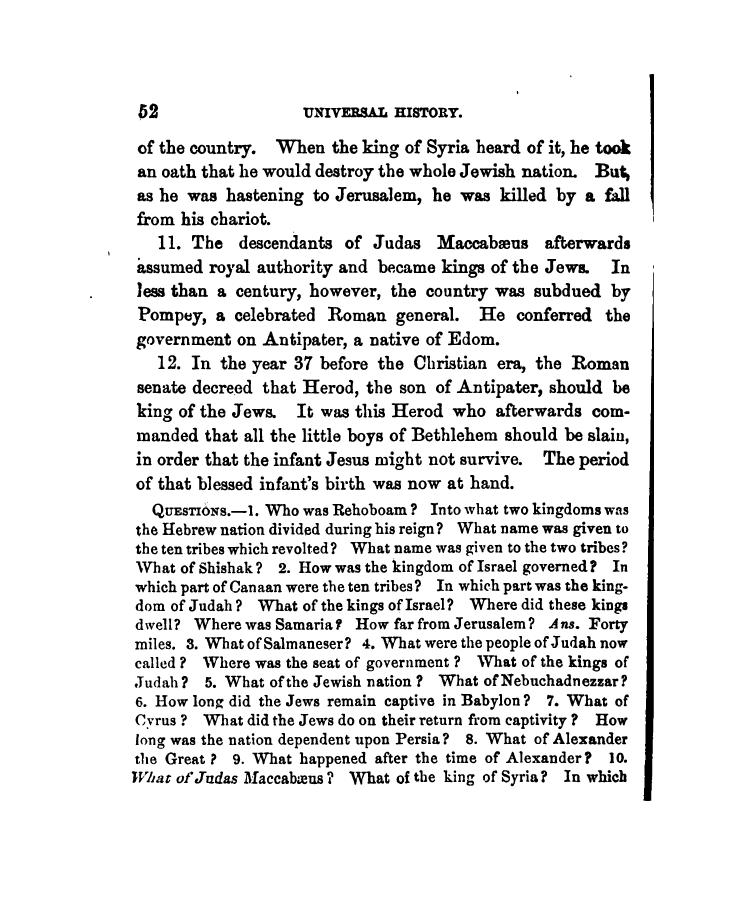 52 UNIVERSAL HISTORY.
of the country. When the king of Syria heard of it, he took
an oath that he would destroy the whole Jewish nation. But,
as he was hastening to Jerusalem, he was killed by a fall
from his chariot.
11. The descendants of Judas Maccabæus afterwards
assumed royal authority and became kings of the Jews. In
less than a century, however, the country was subdued by
Pompey, a celebrated Roman general. He conferred the
government on Antipater, a native of Edom.
12. In the year 37 before the Christian era, the Roman
senate decreed that Herod, the son of Antipater, should be
king of the Jews. It was this Herod who afterwards com-
manded that all the little boys of Bethlehem should be slain,
in order that the infant Jesus might not survive. The period
of that blessed infant's birth was now at hand.
QUESTIONS.—1. Who was Rehoboam? Into what two kingdoms was
the Hebrew nation divided during his reign? What name was given to
the ten tribes which revolted? What name was given to the two tribes?
What of Shishak? 2. How was the kingdom of Israel governed? In
which part of Canaan were the ten tribes? In which part was the king-
dom of Judah? What of the kings of Israel? Where did these kings
dwell? Where was Samaria? How far from Jerusalem? Ans. Forty
miles. 3. What of Salmaneser? 4. What were the people of Judah now
called? Where was the seat of government? What of the kings of
Judah? 5. What of the Jewish nation? What of Nebuchadnezzar?
6. How long did the Jews remain captive in Babylon? 7. What of
Cyrus? What did the Jews do on their return from captivity? How
long was the nation dependent upon Persia? 8. What of Alexander
the Great? 9. What happened after the time of Alexander? 10.
What of Judas Maccabæus? What of the king of Syria? In which